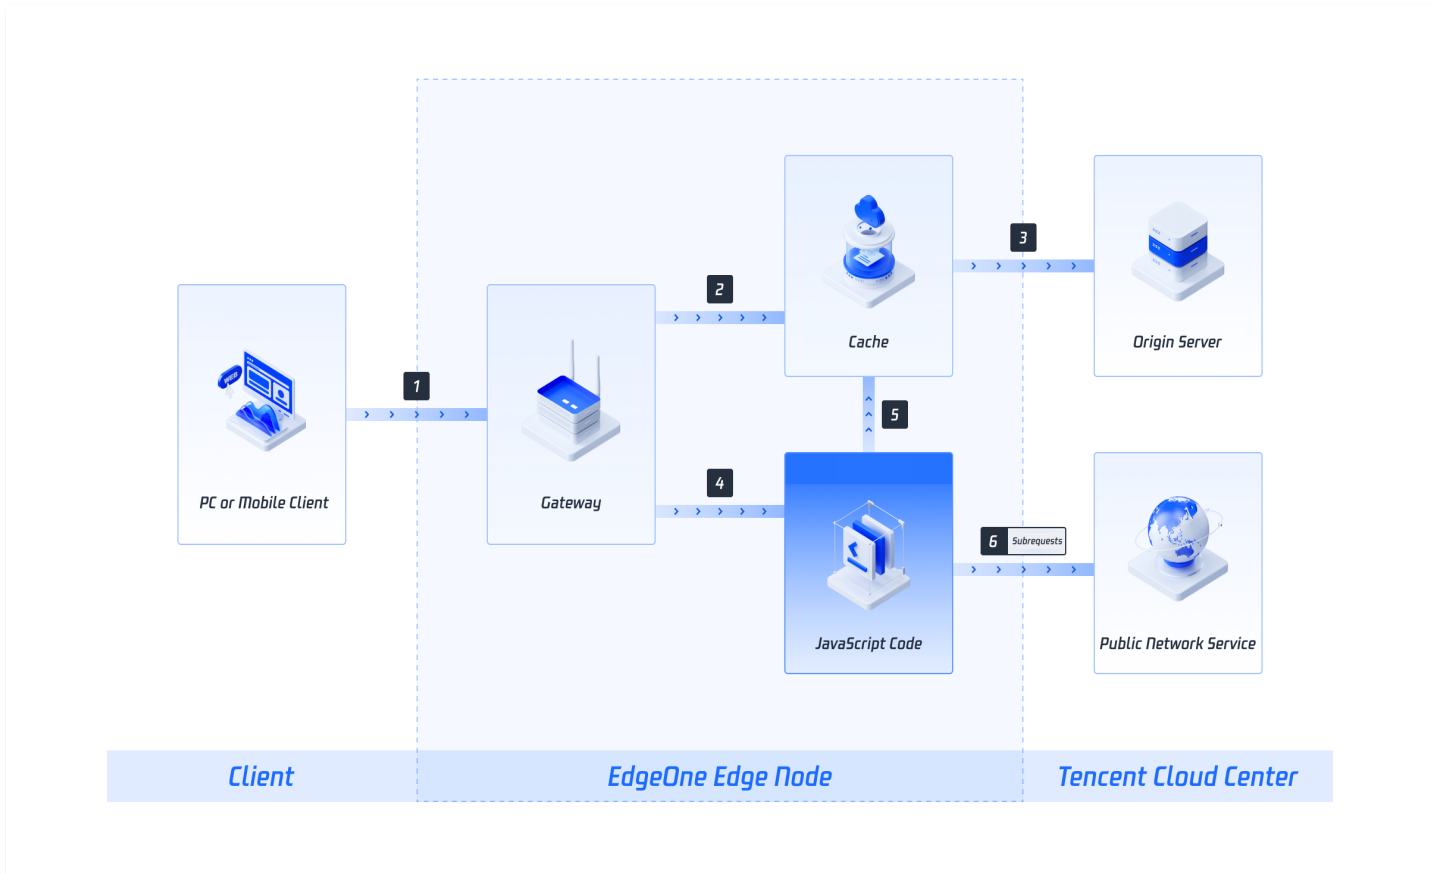 Cache
3
Origin Server
2
PC or Mobile Client
1
Gateway
5
4
JavaScript Code
6
Subrequests
Public Network Service
Client
EdgeOne Edge Node
Tencent Cloud Center